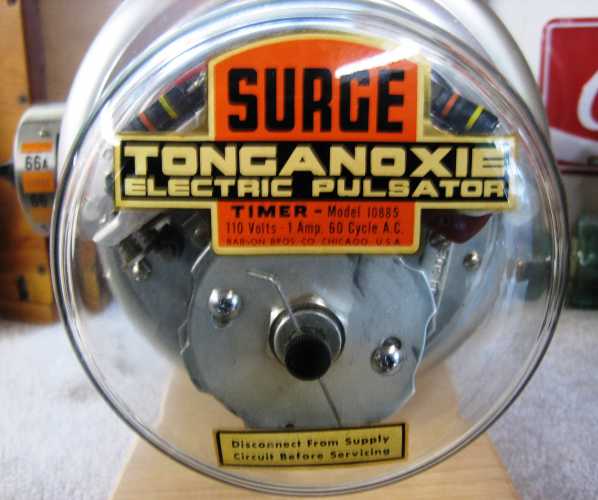 SURGE
TONGANOXIE
ELECTRIC PULSATOR
TIMER - Model 10885
110 Volts - 1 Amp. 60 Cycle A.C.
BABSON BROS. CO. CHICAGO, U.S.A.
66A
Disconnect From Supply
Circuit Before Servicing